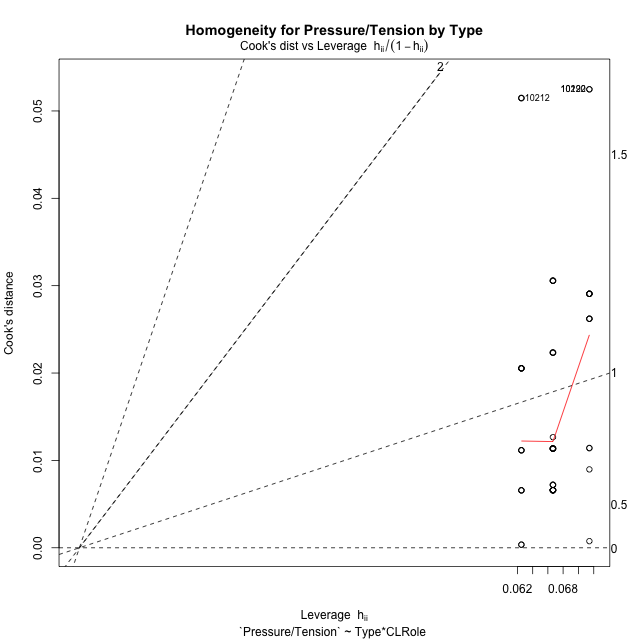 Homogeneity for Pressure/Tension by Type
Cook's dist vs Leverage hᵢᵢ/(1 − hᵢᵢ)
2
10212
0.05
1.5
0.04
0.03
Cook's distance
0.02
1
0.01
0.5
0.00
0
0.062
0.068
Leverage hᵢᵢ
`Pressure/Tension` ~ Type*CLRole